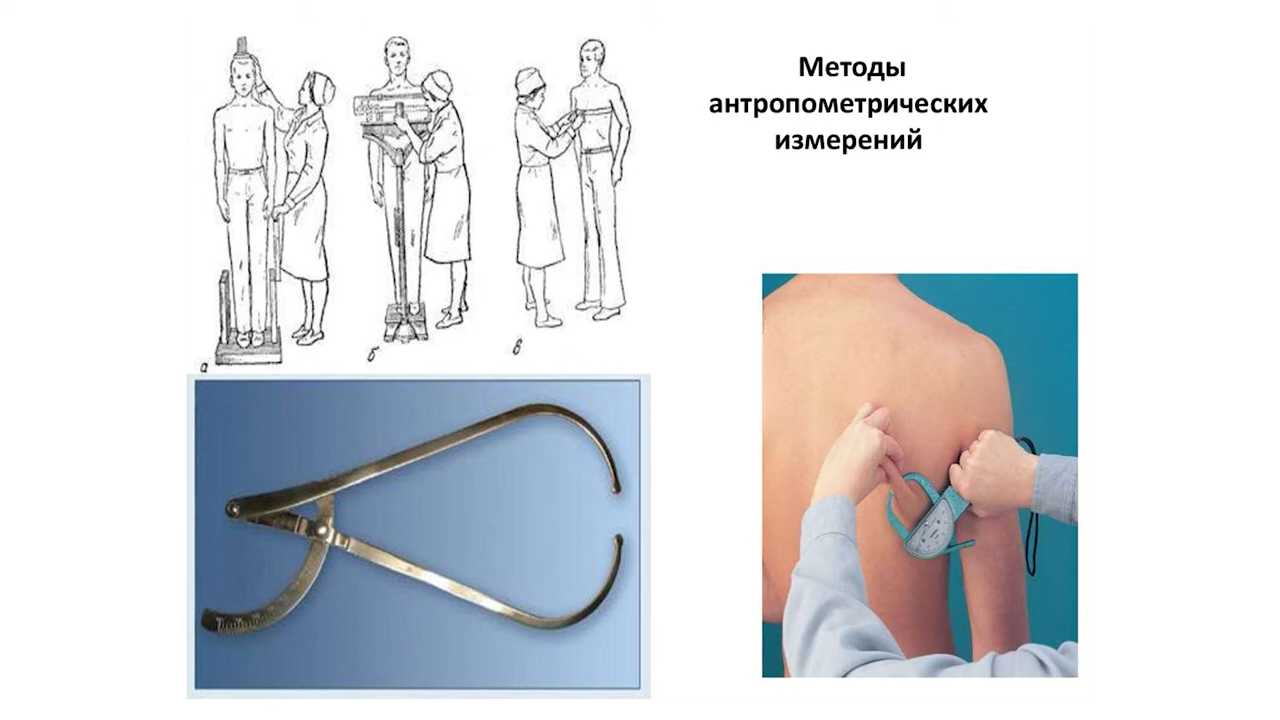 Методы
антропометрических
измерений
а
б
в